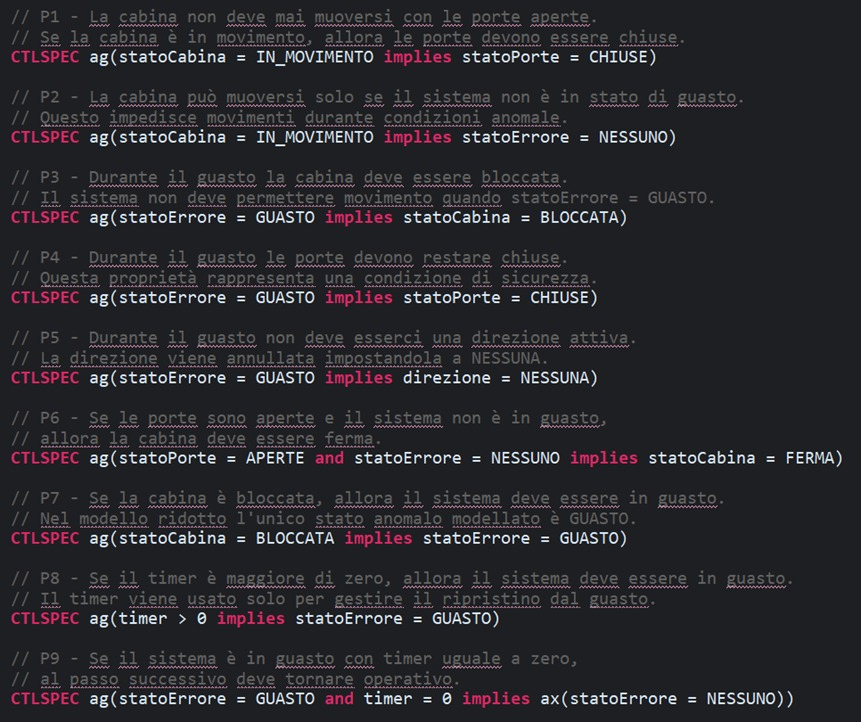 // P1 - La cabina non deve mai muoversi con le porte aperte.
// Se la cabina è in movimento, allora le porte devono essere chiuse.
CTLSPEC ag(statoCabina = IN_MOVIMENTO implies statoPorte = CHIUSE)
// P2 - La cabina può muoversi solo se il sistema non è in stato di guasto.
// Questo impedisce movimenti durante condizioni anomale.
CTLSPEC ag(statoCabina = IN_MOVIMENTO implies statoErrore = NESSUNO)
// P3 - Durante il guasto la cabina deve essere bloccata.
// Il sistema non deve permettere movimento quando statoErrore = GUASTO.
CTLSPEC ag(statoErrore = GUASTO implies statoCabina = BLOCCATA)
// P4 - Durante il guasto le porte devono restare chiuse.
// Questa proprietà rappresenta una condizione di sicurezza.
CTLSPEC ag(statoErrore = GUASTO implies statoPorte = CHIUSE)
// P5 - Durante il guasto non deve esserci una direzione attiva.
// La direzione viene annullata impostandola a NESSUNA.
CTLSPEC ag(statoErrore = GUASTO implies direzione = NESSUNA)
// P6 - Se le porte sono aperte e il sistema non è in guasto,
// allora la cabina deve essere ferma.
CTLSPEC ag(statoPorte = APERTE and statoErrore = NESSUNO implies statoCabina = FERMA)
// P7 - Se la cabina è bloccata, allora il sistema deve essere in guasto.
// Nel modello ridotto l'unico stato anomalo modellato è GUASTO.
CTLSPEC ag(statoCabina = BLOCCATA implies statoErrore = GUASTO)
// P8 - Se il timer è maggiore di zero, allora il sistema deve essere in guasto.
// Il timer viene usato solo per gestire il ripristino dal guasto.
CTLSPEC ag(timer > 0 implies statoErrore = GUASTO)
// P9 - Se il sistema è in guasto con timer uguale a zero,
// al passo successivo deve tornare operativo.
CTLSPEC ag(statoErrore = GUASTO and timer = 0 implies ax(statoErrore = NESSUNO))